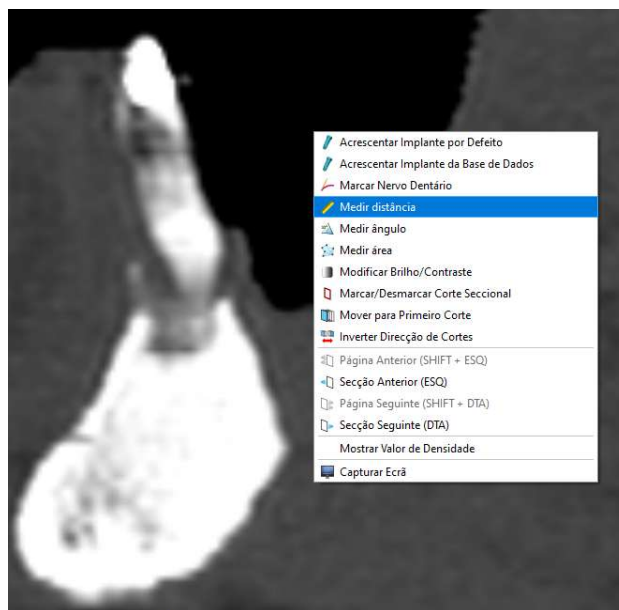 Acrescentar Implante por Defeito
Acrescentar Implante da Base de Dados
Marcar Nervo Dentário
Medir distância
Medir ângulo
Medir área
Modificar Brilho/Contraste
Marcar/Desmarcar Corte Seccional
Mover para Primeiro Corte
Inverter Direcção de Cortes
Página Anterior (SHIFT + ESQ)
Secção Anterior (ESQ)
Página Seguinte (SHIFT + DTA)
Secção Seguinte (DTA)
Mostrar Valor de Densidade
Capturar Ecrã